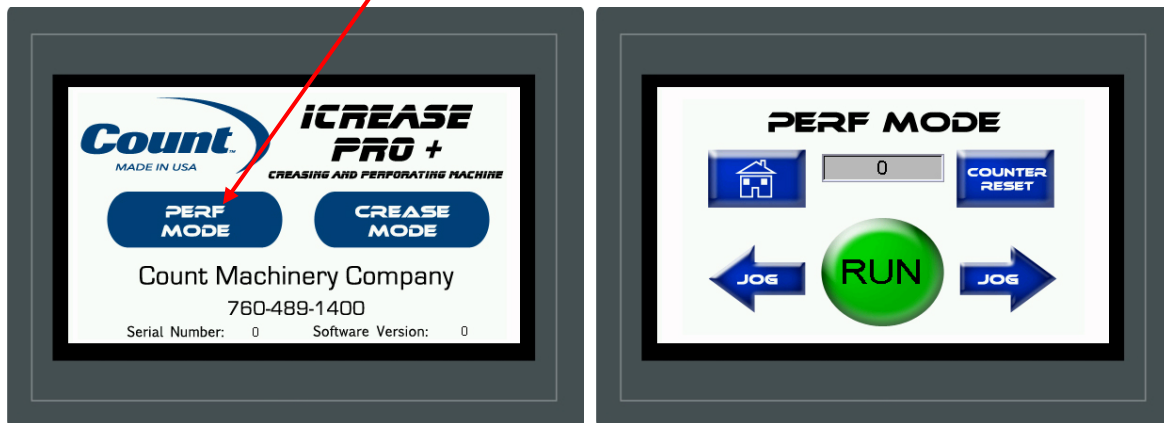 Count™
MADE IN USA
iCREASE
PRO +
CREASING AND PERFORATING MACHINE
PERF
MODE
CREASE
MODE
Count Machinery Company
760-489-1400
Serial Number: 0 Software Version: 0
PERF MODE
0
COUNTER
RESET
JOG
RUN
JOG